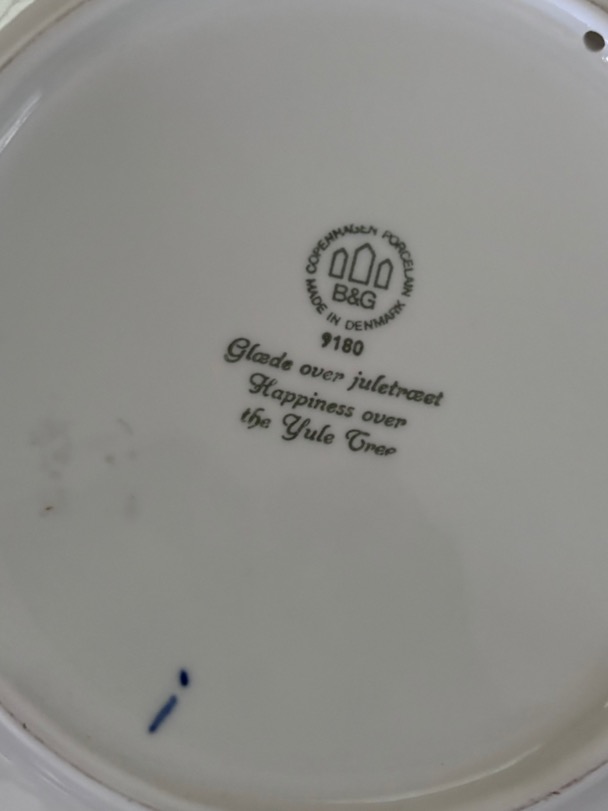 COPENHAGEN PORCELAIN
B&G
MADE IN DENMARK
9180
Glæde over juletræet
Happiness over
the Yule Tree
i